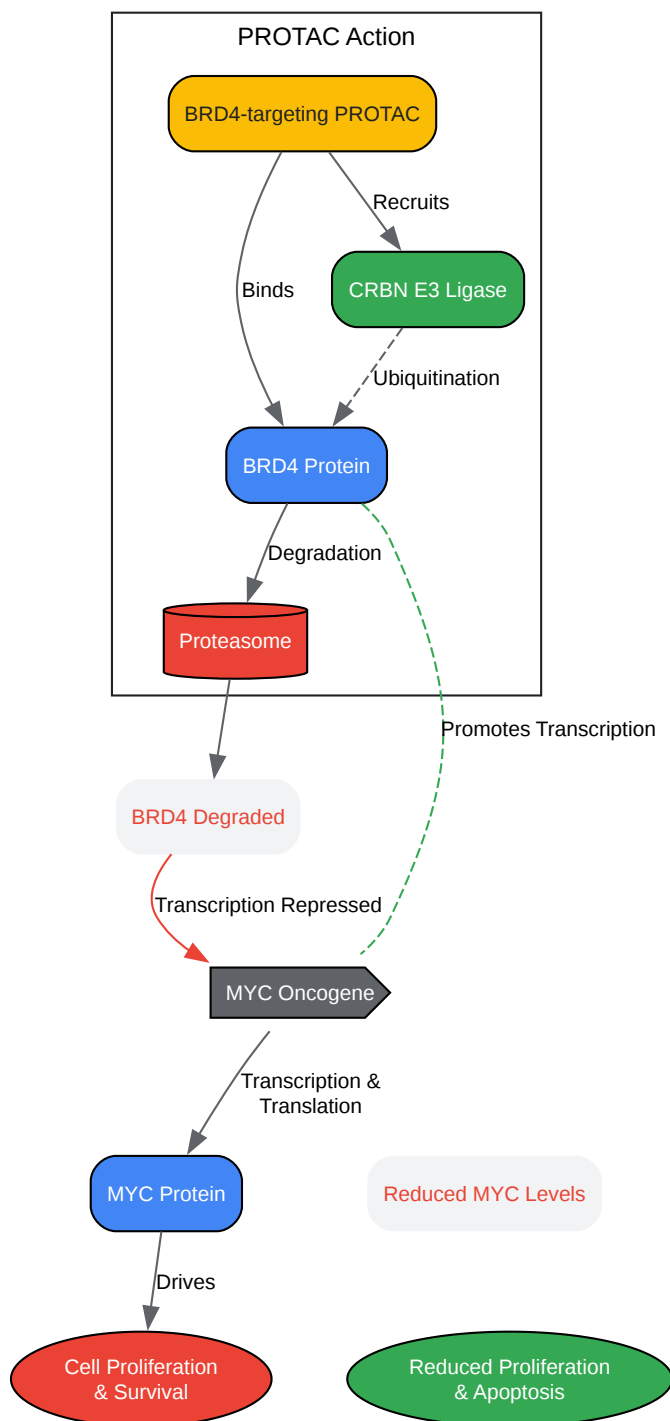 PROTAC Action
BRD4-targeting PROTAC
Recruits
CRBN E3 Ligase
Binds
Ubiquitination
BRD4 Protein
Degradation
Proteasome
Promotes Transcription
BRD4 Degraded
Transcription Repressed
MYC Oncogene
Transcription &
Translation
MYC Protein
Reduced MYC Levels
Drives
Cell Proliferation
& Survival
Reduced Proliferation
& Apoptosis